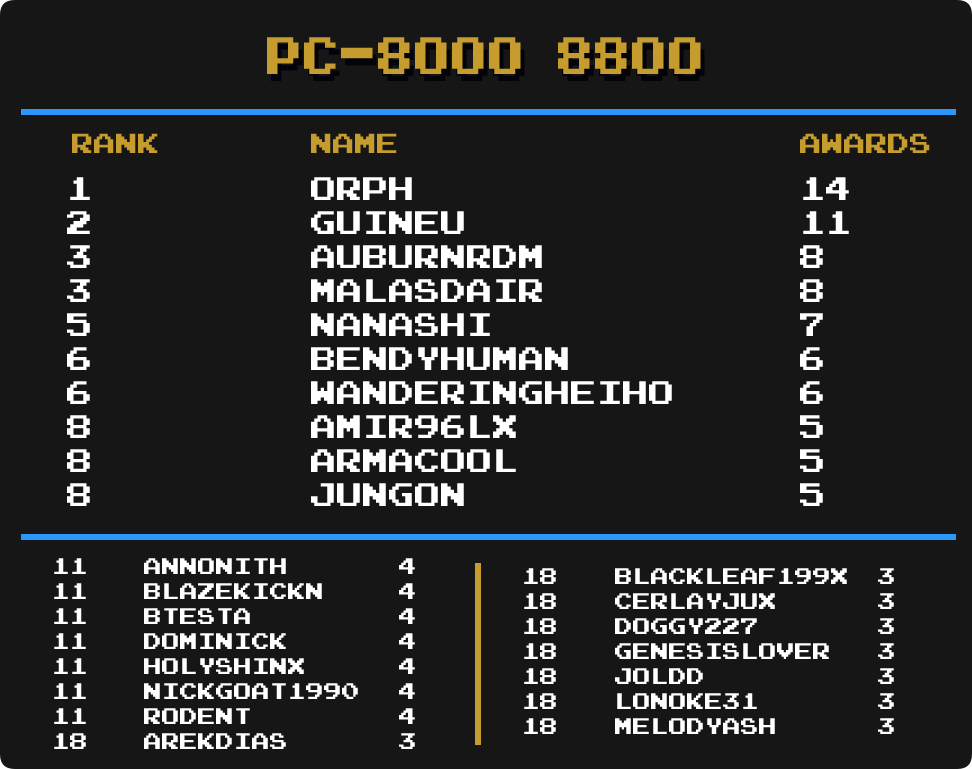 PC-8000 8800
RANK NAME AWARDS
1 ORPH 14
2 GUINEU 11
3 AUBURNRDM 8
3 MALASDAIR 8
5 NANASHI 7
6 BENDYHUMAN 6
6 WANDERINGHEIHO 6
8 AMIR96LX 5
8 ARMACOOL 5
8 JUNGON 5
11 ANNONITH 4
11 BLAZEKICKN 4
11 BTESTA 4
11 DOMINICK 4
11 HOLYSHINX 4
11 NICKGOAT1990 4
11 RODENT 4
18 AREKDIAS 3
18 BLACKLEAF199X 3
18 CERLAYJUX 3
18 DOGGY227 3
18 GENESISLOVER 3
18 JOLDD 3
18 LONOKE31 3
18 MELODYASH 3